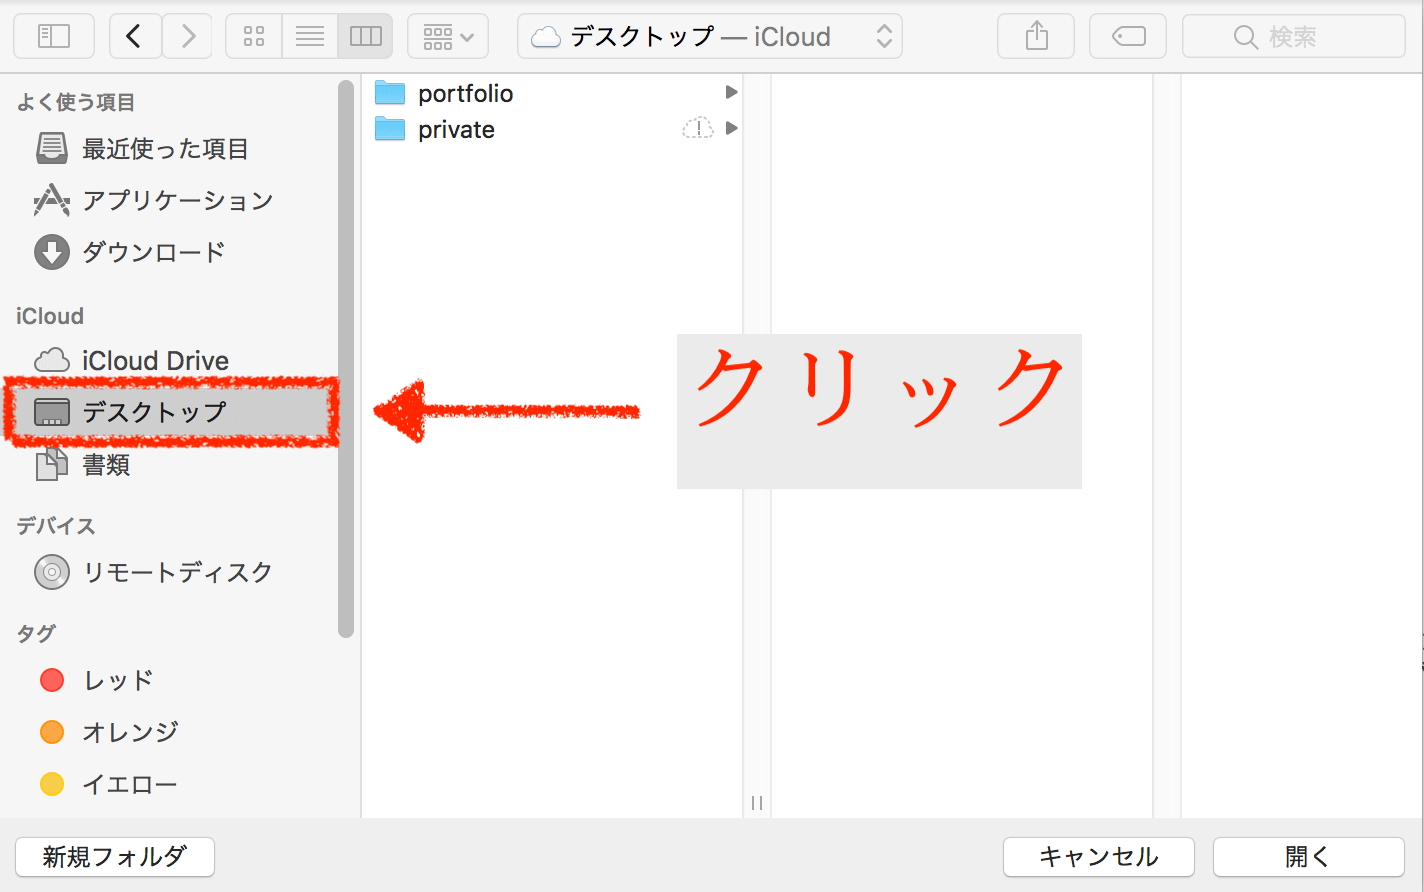 デスクトップ — iCloud
検索
よく使う項目
最近使った項目
アプリケーション
ダウンロード
iCloud
iCloud Drive
デスクトップ
書類
デバイス
リモートディスク
タグ
レッド
オレンジ
イエロー
portfolio
private
クリック
新規フォルダ
キャンセル
開く